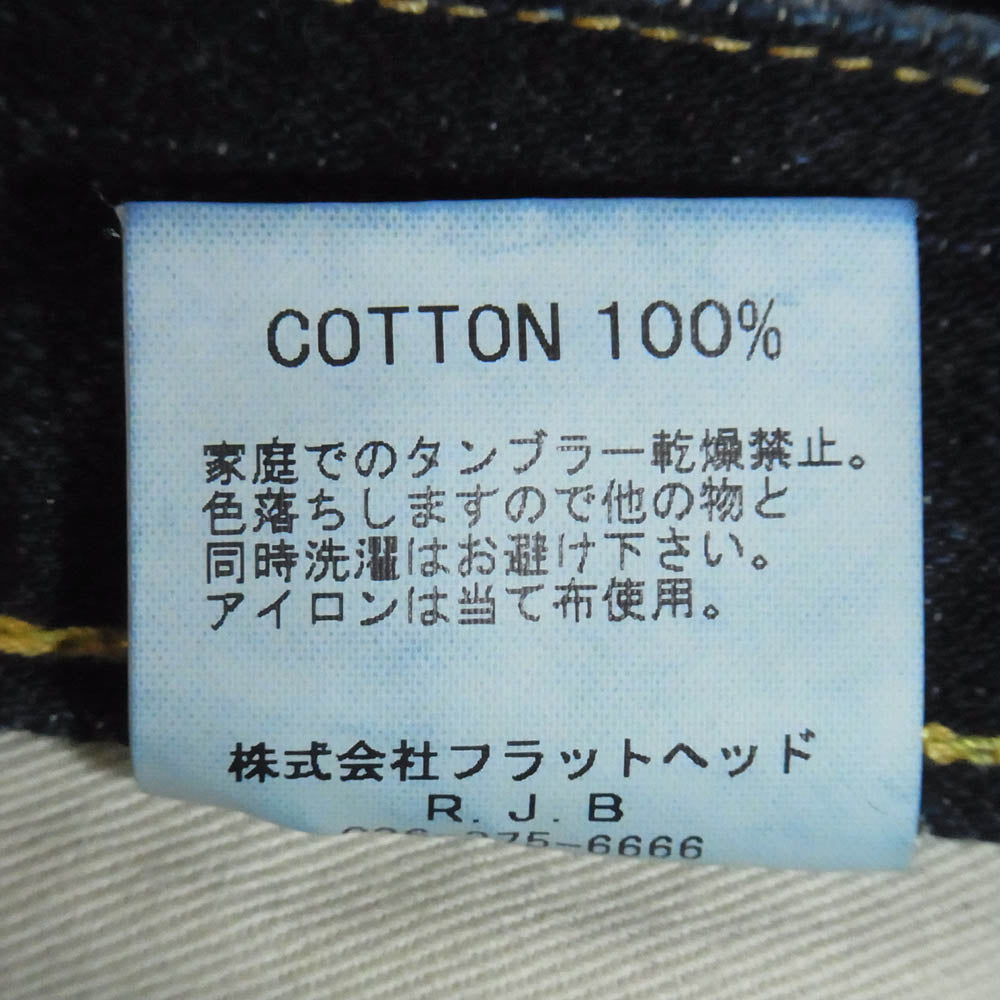 COTTON 100%
家庭でのタンブラー乾燥禁止。
色落ちしますので他の物と
同時洗濯はお避け下さい。
アイロンは当て布使用。
株式会社フラットヘッド
R.J.B
026-275-6666